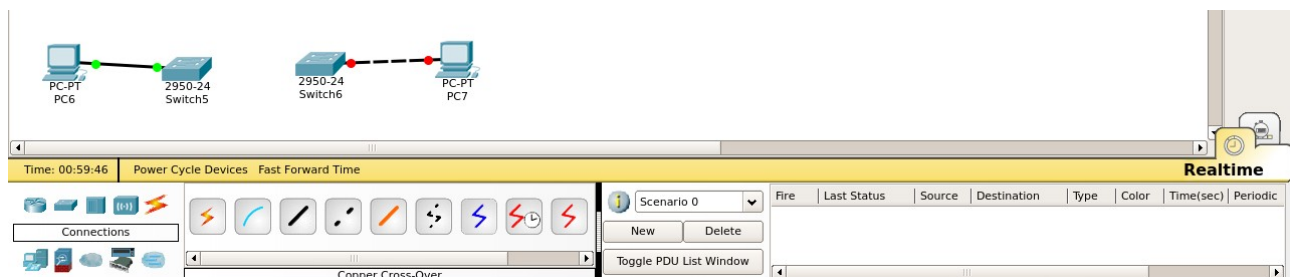 PC-PT
PC6
2950-24
Switch5
2950-24
Switch6
PC-PT
PC7
Time: 00:59:46 Power Cycle Devices Fast Forward Time
Realtime
Connections
Copper Cross-Over
Scenario 0
New Delete
Toggle PDU List Window
Fire Last Status Source Destination Type Color Time(sec) Periodic